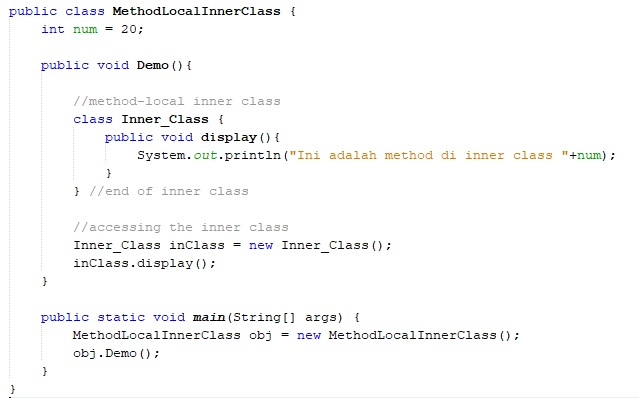 public class MethodLocalInnerClass {
int num = 20;
public void Demo(){
//method-local inner class
class Inner_Class {
public void display(){
System.out.println("Ini adalah method di inner class "+num);
}
} //end of inner class
//accessing the inner class
Inner_Class inClass = new Inner_Class();
inClass.display();
}
public static void main(String[] args) {
MethodLocalInnerClass obj = new MethodLocalInnerClass();
obj.Demo();
}
}